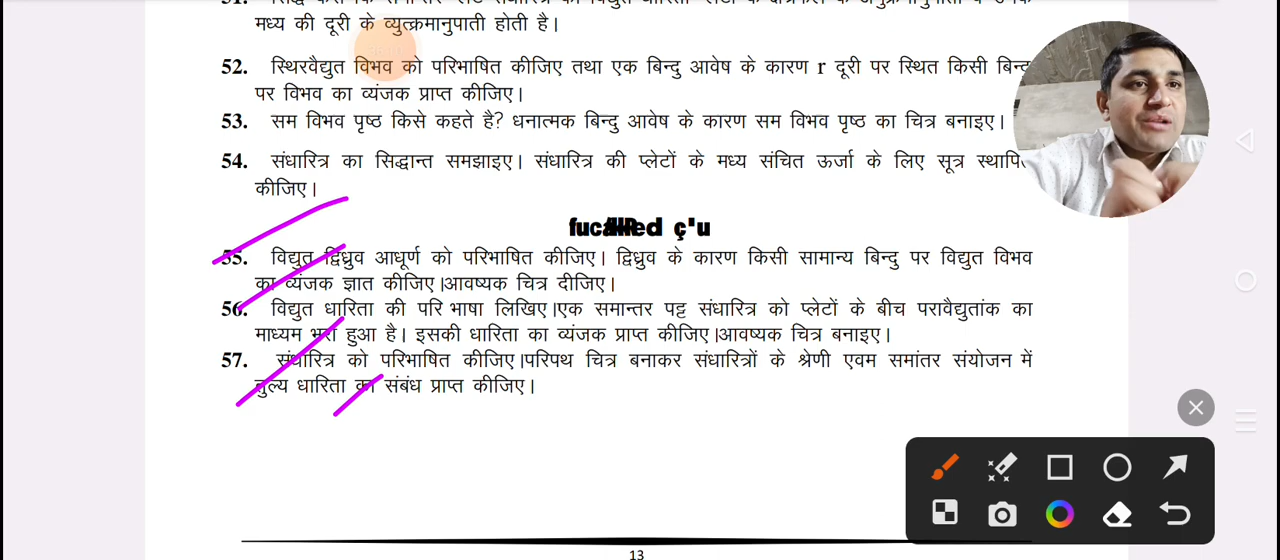 मध्य की दूरी के व्युत्क्रमानुपाती होती है।
52. स्थिरवैद्युत विभव को परिभाषित कीजिए तथा एक बिन्दु आवेष के कारण r दूरी पर स्थित किसी बिन्दु
पर विभव का व्यंजक प्राप्त कीजिए।
53. सम विभव पृष्ठ किसे कहते है? धनात्मक बिन्दु आवेष के कारण सम विभव पृष्ठ का चित्र बनाइए।
54. संधारित्र का सिद्धान्त समझाइए। संधारित्र की प्लेटों के मध्य संचित ऊर्जा के लिए सूत्र स्थापित
कीजिए।
ç'u
55. विद्युत द्विध्रुव आधूर्ण को परिभाषित कीजिए। द्विध्रुव के कारण किसी सामान्य बिन्दु पर विद्युत विभव
का व्यंजक ज्ञात कीजिए।आवष्यक चित्र दीजिए।
56. विद्युत धारिता की परि भाषा लिखिए।एक समान्तर पट्ट संधारित्र को प्लेटों के बीच परावैद्युतांक का
माध्यम भरा हुआ है। इसकी धारिता का व्यंजक प्राप्त कीजिए।आवष्यक चित्र बनाइए।
57. संधारित्र को परिभाषित कीजिए।परिपथ चित्र बनाकर संधारित्रों के श्रेणी एवम समांतर संयोजन में
तुल्य धारिता का संबंध प्राप्त कीजिए।
13